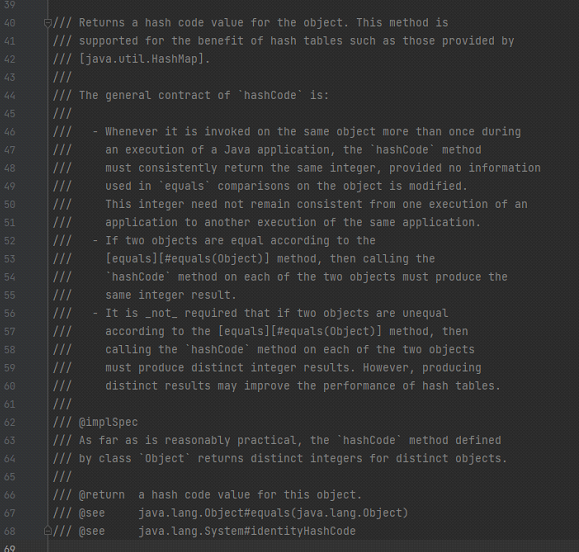 39
40 /// Returns a hash code value for the object. This method is
41 /// supported for the benefit of hash tables such as those provided by
42 /// [java.util.HashMap].
43 ///
44 /// The general contract of `hashCode` is:
45 ///
46 ///   - Whenever it is invoked on the same object more than once during
47 ///     an execution of a Java application, the `hashCode` method
48 ///     must consistently return the same integer, provided no information
49 ///     used in `equals` comparisons on the object is modified.
50 ///     This integer need not remain consistent from one execution of an
51 ///     application to another execution of the same application.
52 ///   - If two objects are equal according to the
53 ///     [equals][#equals(Object)] method, then calling the
54 ///     `hashCode` method on each of the two objects must produce the
55 ///     same integer result.
56 ///   - It is _not_ required that if two objects are unequal
57 ///     according to the [equals][#equals(Object)] method, then
58 ///     calling the `hashCode` method on each of the two objects
59 ///     must produce distinct integer results. However, producing
60 ///     distinct results may improve the performance of hash tables.
61 ///
62 /// @implSpec
63 /// As far as is reasonably practical, the `hashCode` method defined
64 /// by class `Object` returns distinct integers for distinct objects.
65 ///
66 /// @return  a hash code value for this object.
67 /// @see     java.lang.Object#equals(java.lang.Object)
68 /// @see     java.lang.System#identityHashCode
69